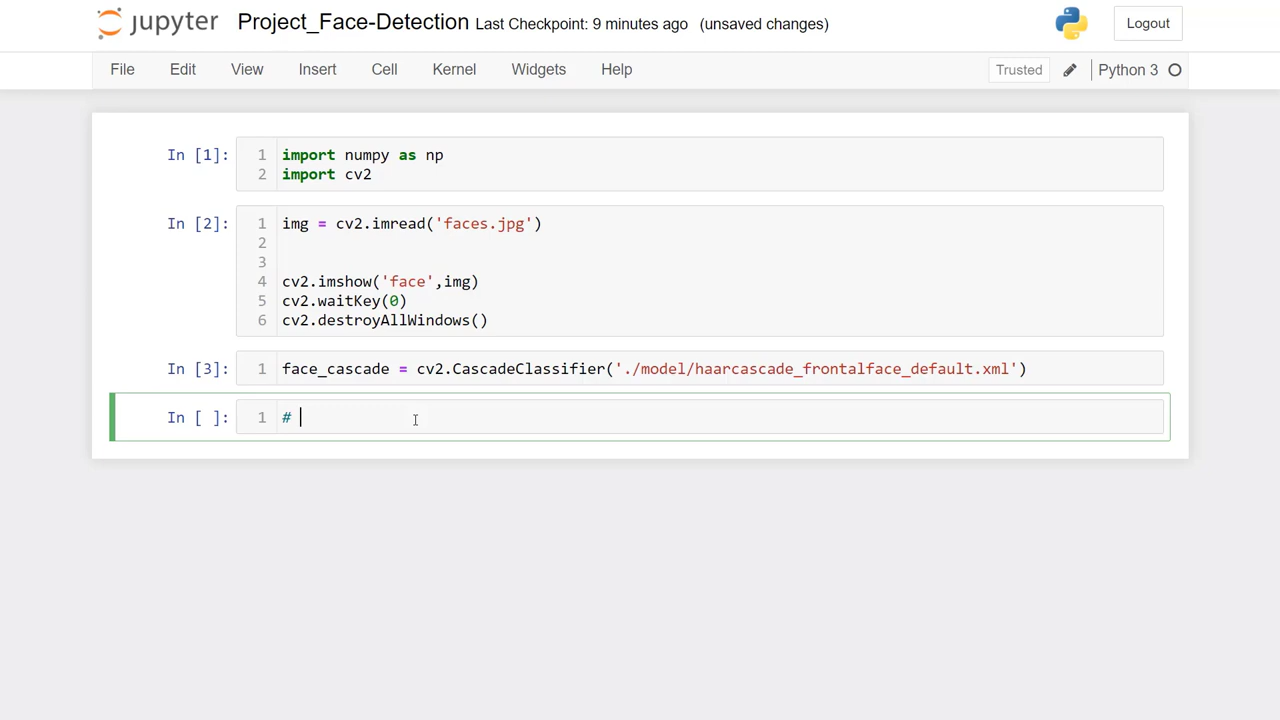 jupyter Project_Face-Detection Last Checkpoint: 9 minutes ago (unsaved changes) Logout
File Edit View Insert Cell Kernel Widgets Help Trusted Python 3
In [1]: 1 import numpy as np
2 import cv2
In [2]: 1 img = cv2.imread('faces.jpg')
2
3
4 cv2.imshow('face',img)
5 cv2.waitKey(0)
6 cv2.destroyAllWindows()
In [3]: 1 face_cascade = cv2.CascadeClassifier('./model/haarcascade_frontalface_default.xml')
In [ ]: 1 #